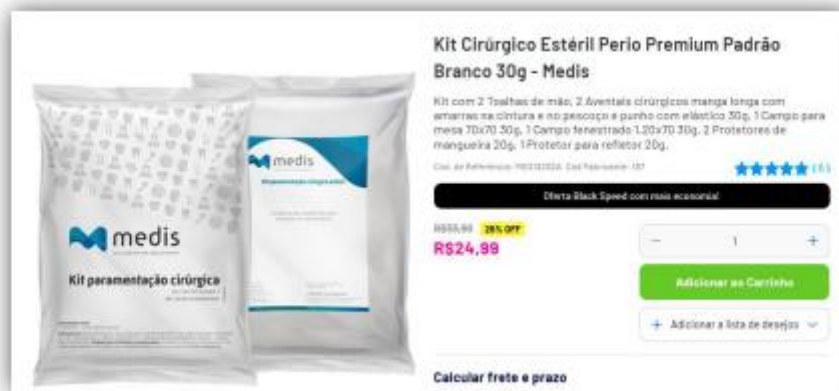 medis
Kit paramentação cirúrgica
medis
Kit Cirúrgico Estéril Perio Premium Padrão
Branco 30g - Medis
Kit com 2 Toalhas de mão, 2 Aventais cirúrgicos manga longa com
amarras na cintura e no pescoço e punho com elástico 30g, 1 Campo para
mesa 70x70 30g, 1 Campo fenestrado 1,20x70 30g, 2 Protetores de
mangueira 20g, 1 Protetor para refletor 20g.
Oferta Black Speed com mais economia!
26% OFF
R$24,99
- 1 +
Adicionar ao Carrinho
+ Adicionar a lista de desejos
Calcular frete e prazo